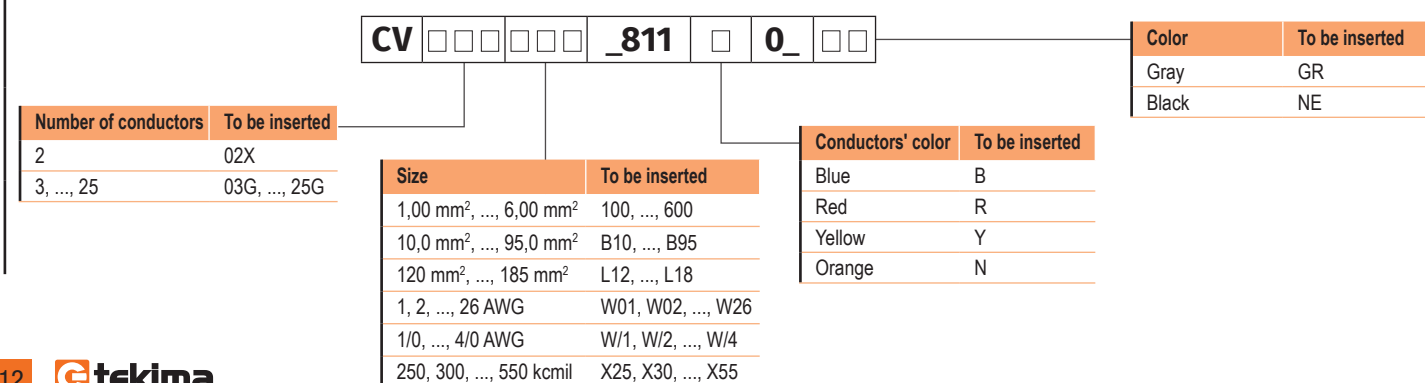 CV □□□ □□□ _811 □ 0_ □□
Color To be inserted
Gray GR
Black NE
Number of conductors To be inserted
2 02X
3, ..., 25 03G, ..., 25G
Conductors' color To be inserted
Blue B
Red R
Yellow Y
Orange N
Size To be inserted
1,00 mm², ..., 6,00 mm² 100, ..., 600
10,0 mm², ..., 95,0 mm² B10, ..., B95
120 mm², ..., 185 mm² L12, ..., L18
1, 2, ..., 26 AWG W01, W02, ..., W26
1/0, ..., 4/0 AWG W/1, W/2, ..., W/4
250, 300, ..., 550 kcmil X25, X30, ..., X55
12 tekima